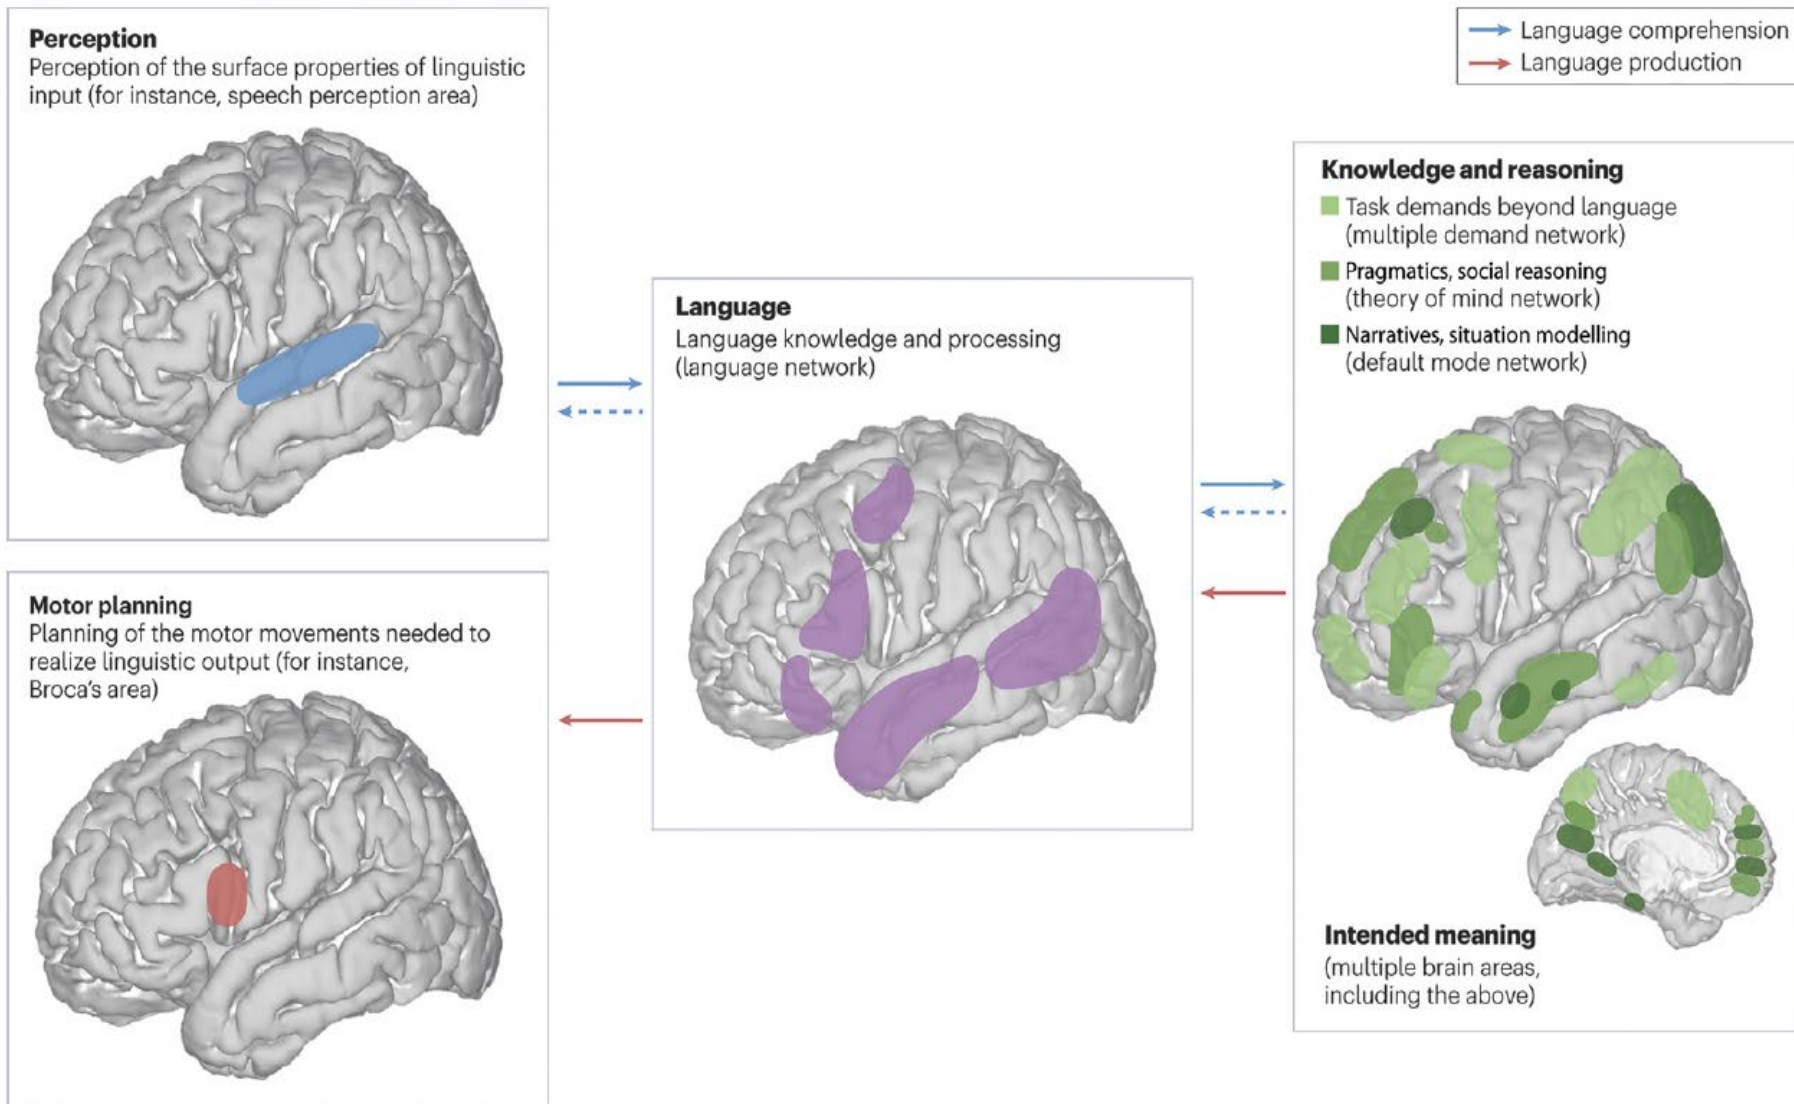 Perception
Perception of the surface properties of linguistic
input (for instance, speech perception area)
Motor planning
Planning of the motor movements needed to
realize linguistic output (for instance,
Broca's area)
Language
Language knowledge and processing
(language network)
Language comprehension
Language production
Knowledge and reasoning
Task demands beyond language
(multiple demand network)
Pragmatics, social reasoning
(theory of mind network)
Narratives, situation modelling
(default mode network)
Intended meaning
(multiple brain areas,
including the above)